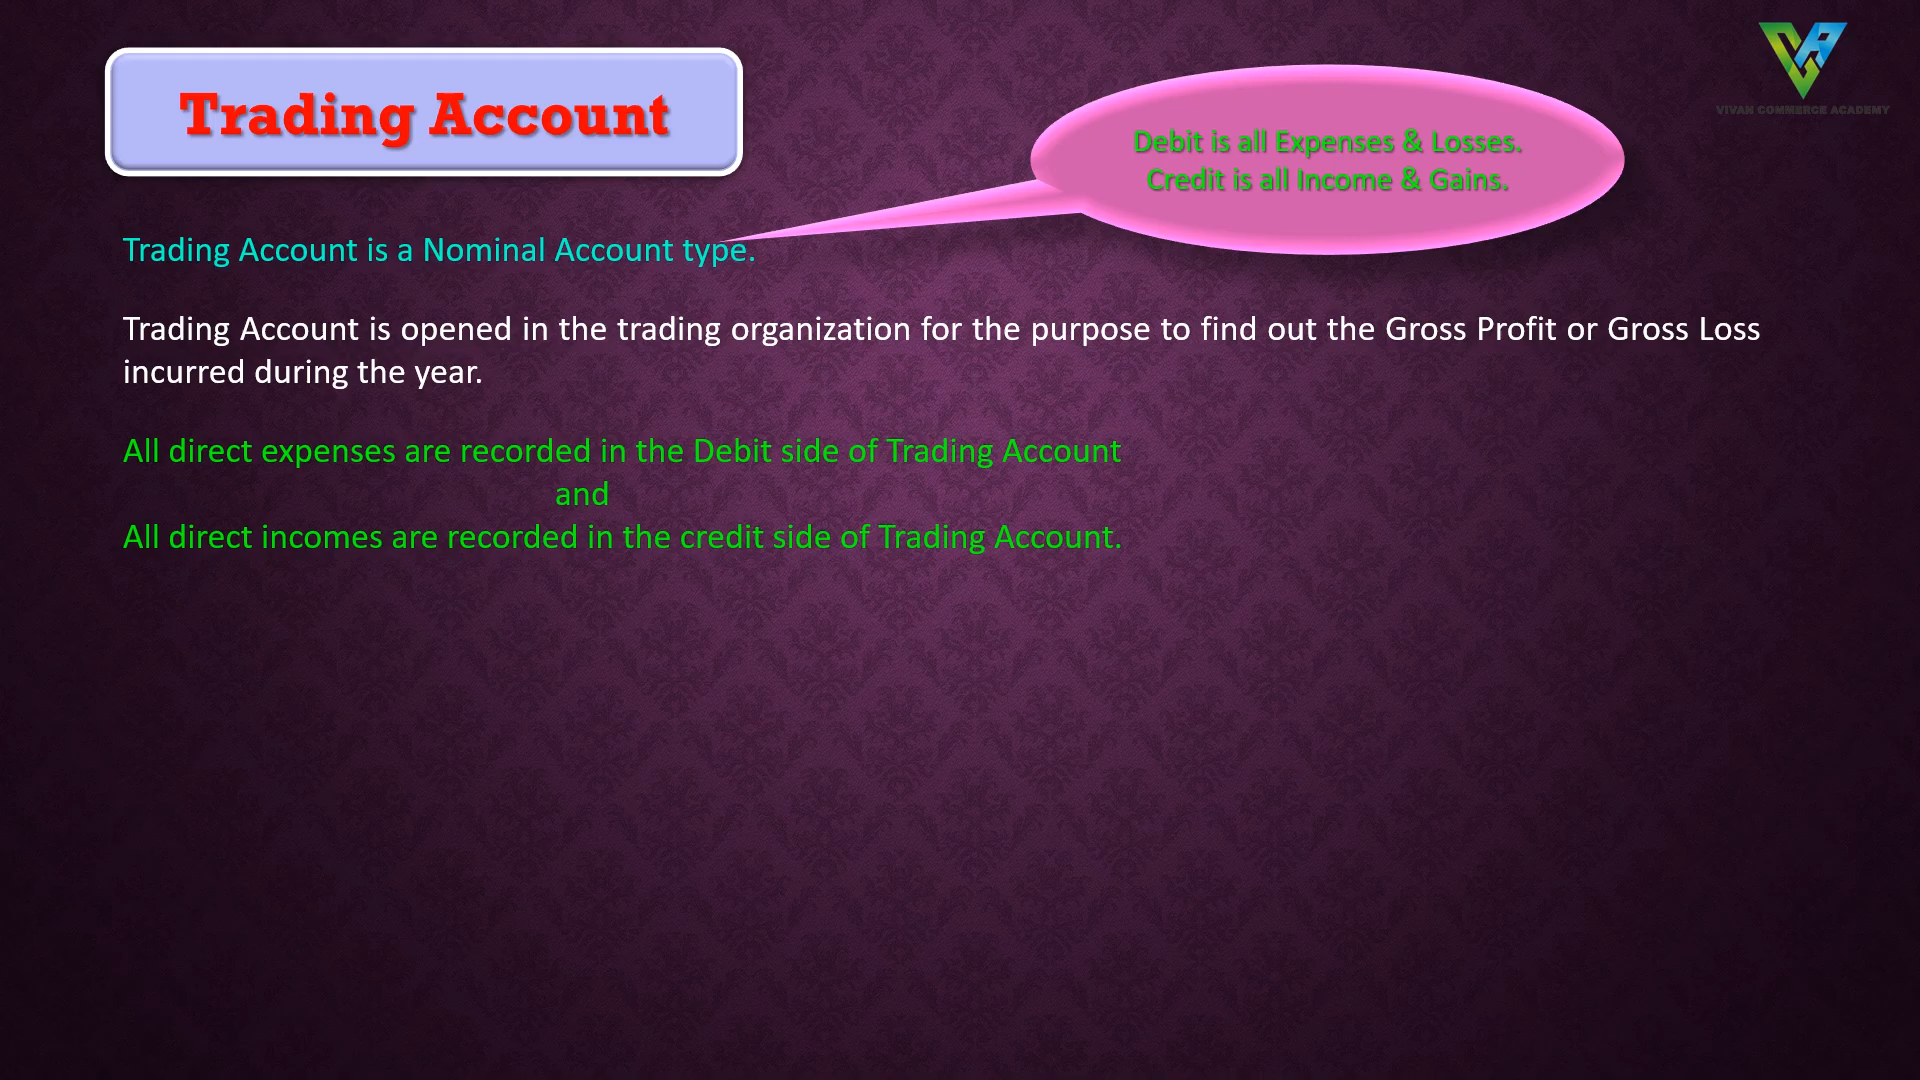 Trading Account
VIVAH COMMERCE ACADEMY
Debit is all Expenses & Losses.
Credit is all Income & Gains.
Trading Account is a Nominal Account type.
Trading Account is opened in the trading organization for the purpose to find out the Gross Profit or Gross Loss
incurred during the year.
All direct expenses are recorded in the Debit side of Trading Account
and
All direct incomes are recorded in the credit side of Trading Account.